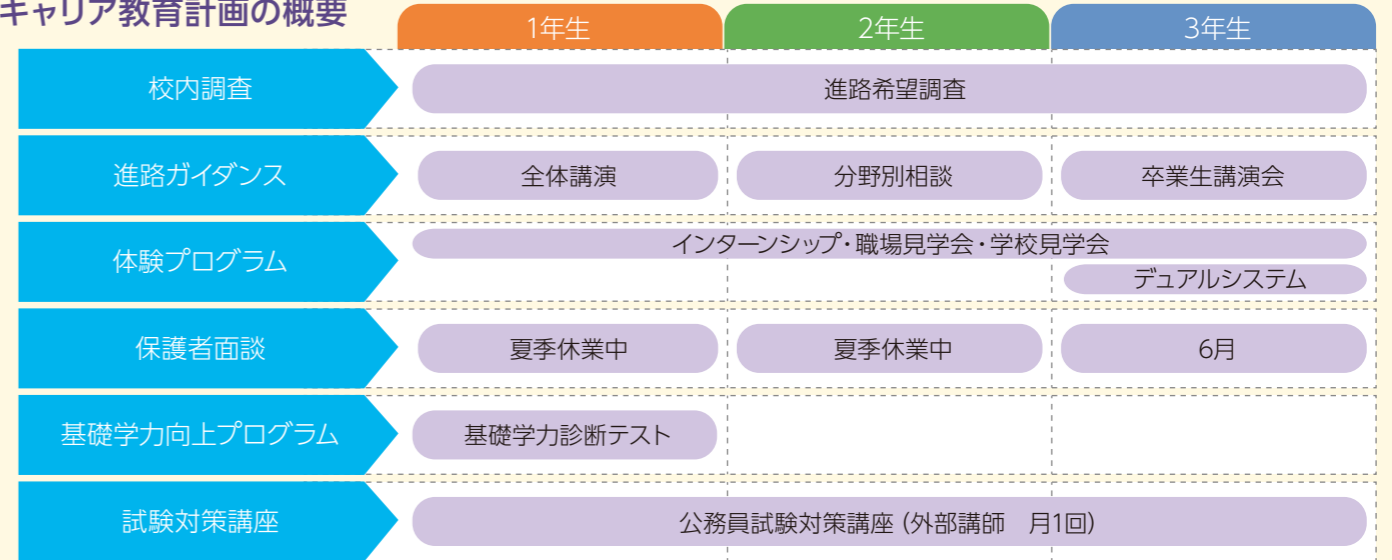 キャリア教育計画の概要
1年生 2年生 3年生
校内調査 進路希望調査
進路ガイダンス 全体講演 分野別相談 卒業生講演会
体験プログラム インターンシップ・職場見学会・学校見学会
デュアルシステム
保護者面談 夏季休業中 夏季休業中 6月
基礎学力向上プログラム 基礎学力診断テスト
試験対策講座 公務員試験対策講座（外部講師　月1回）